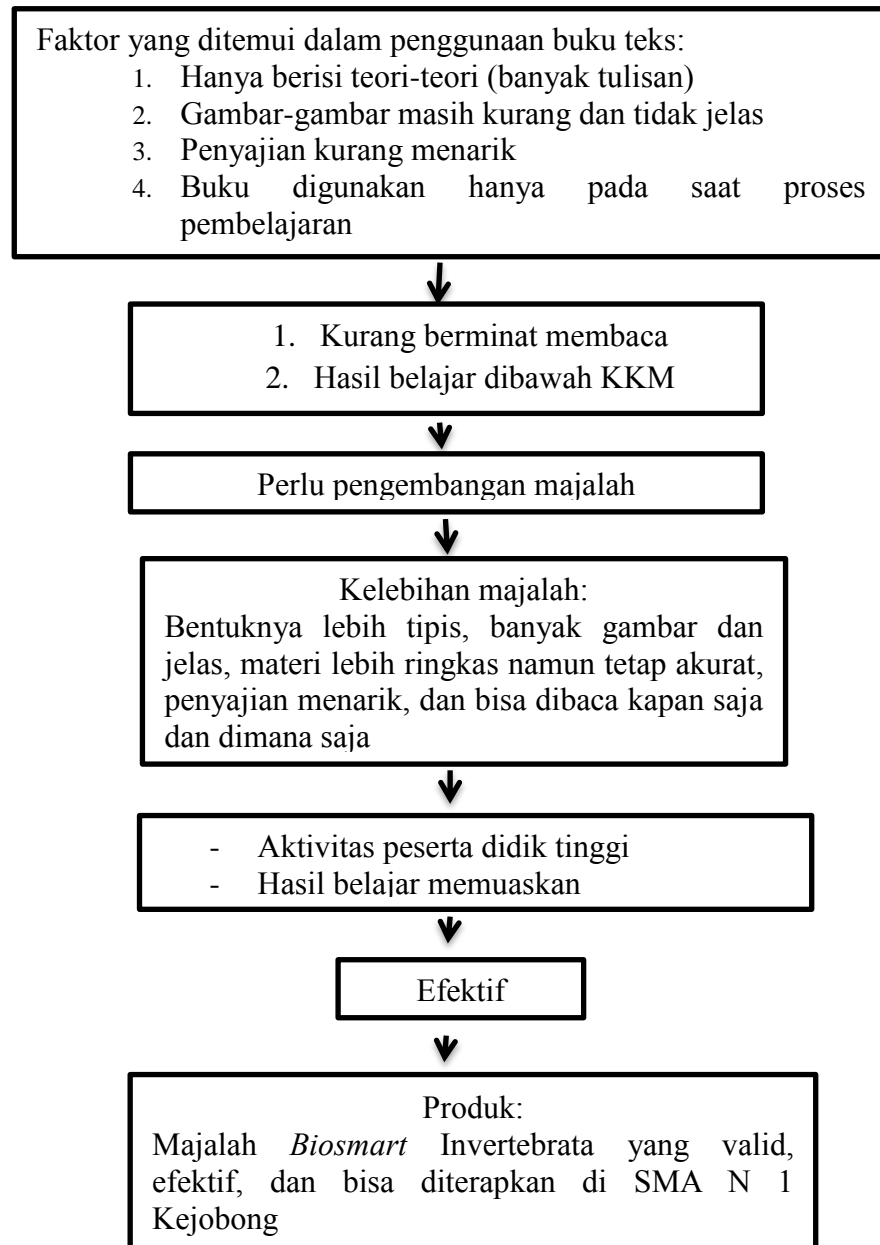 Faktor yang ditemui dalam penggunaan buku teks:
1. Hanya berisi teori-teori (banyak tulisan)
2. Gambar-gambar masih kurang dan tidak jelas
3. Penyajian kurang menarik
4. Buku digunakan hanya pada saat proses
pembelajaran
1. Kurang berminat membaca
2. Hasil belajar dibawah KKM
Perlu pengembangan majalah
Kelebihan majalah:
Bentuknya lebih tipis, banyak gambar dan
jelas, materi lebih ringkas namun tetap akurat,
penyajian menarik, dan bisa dibaca kapan saja
dan dimana saja
- Aktivitas peserta didik tinggi
- Hasil belajar memuaskan
Efektif
Produk:
Majalah Biosmart Invertebrata yang valid,
efektif, dan bisa diterapkan di SMA N 1
Kejobong